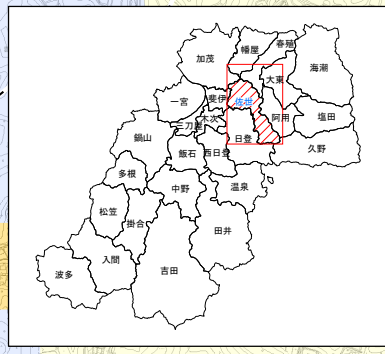 幡屋
春殖
加茂
海潮
大東
一宮
斐伊
佐世
木次
阿用
塩田
三刀屋
鍋山
日登
久野
飯石
西日登
多根
中野
温泉
松笠
掛合
田井
入間
吉田
波多